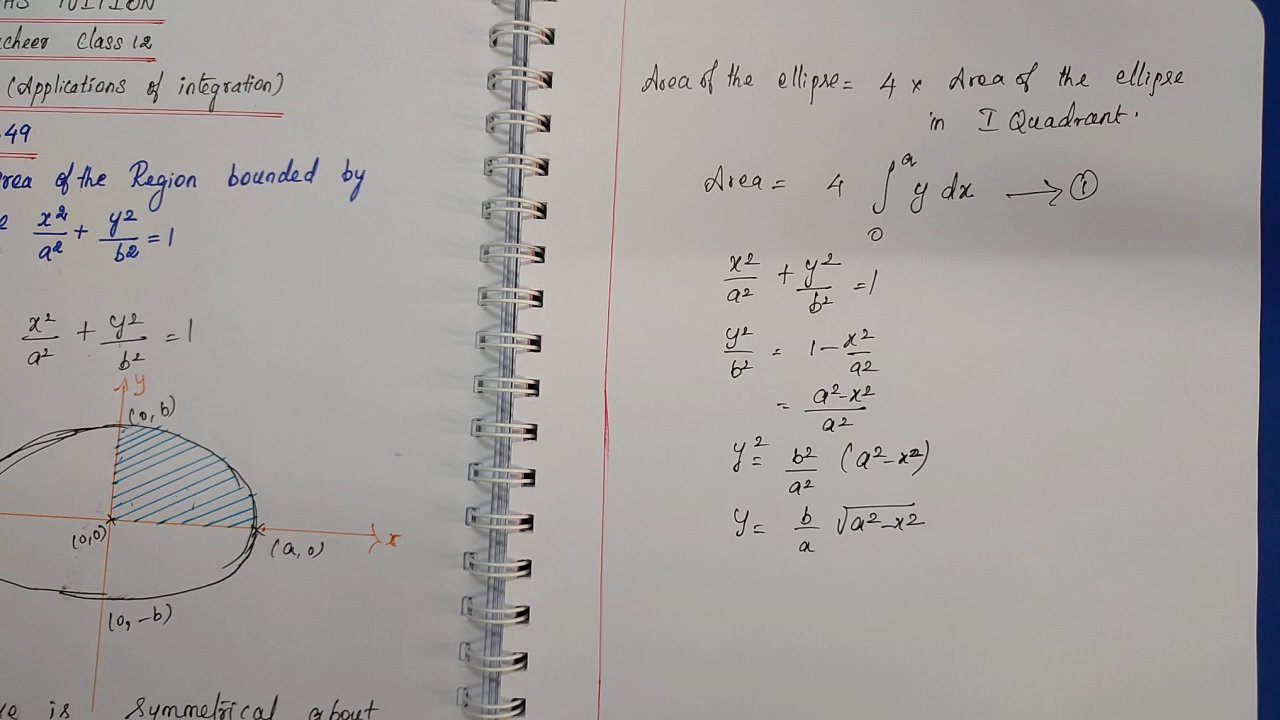 TUITION
Class 12
(Applications of integration)
49
of the Region bounded by
x²/a² + y²/b² = 1
x²/a² + y²/b² = 1
y
(0, b)
(0,0)
x
(a, 0)
(0, -b)
is symmetrical about
Area of the ellipse = 4 × Area of the ellipse
in I Quadrant.
Area = 4 ∫₀ᵃ y dx → ①
x²/a² + y²/b² = 1
y²/b² = 1 - x²/a²
= a²-x²/a²
y² = b²/a² (a²-x²)
y = b/a √a²-x²